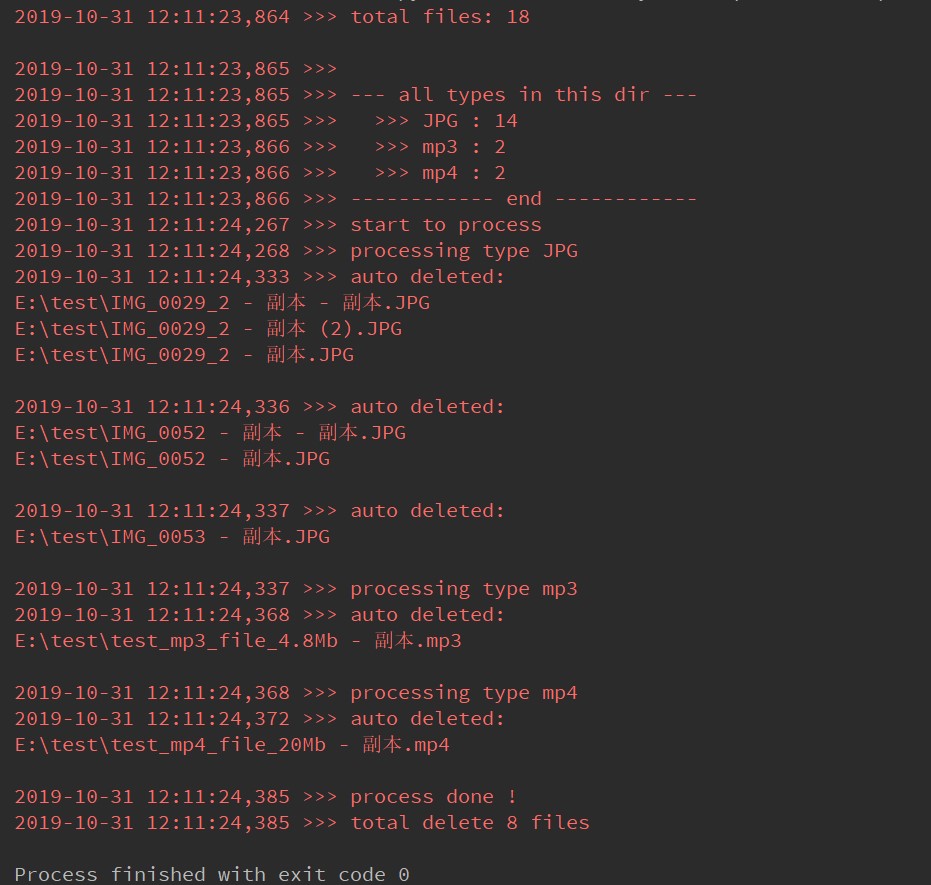 2019-10-31 12:11:23,864 >>> total files: 18
2019-10-31 12:11:23,865 >>>
2019-10-31 12:11:23,865 >>> --- all types in this dir ---
2019-10-31 12:11:23,865 >>>   >>> JPG : 14
2019-10-31 12:11:23,866 >>>   >>> mp3 : 2
2019-10-31 12:11:23,866 >>>   >>> mp4 : 2
2019-10-31 12:11:23,866 >>> ------------ end ------------
2019-10-31 12:11:24,267 >>> start to process
2019-10-31 12:11:24,268 >>> processing type JPG
2019-10-31 12:11:24,333 >>> auto deleted:
E:\test\IMG_0029_2 - 副本 - 副本.JPG
E:\test\IMG_0029_2 - 副本 (2).JPG
E:\test\IMG_0029_2 - 副本.JPG
2019-10-31 12:11:24,336 >>> auto deleted:
E:\test\IMG_0052 - 副本 - 副本.JPG
E:\test\IMG_0052 - 副本.JPG
2019-10-31 12:11:24,337 >>> auto deleted:
E:\test\IMG_0053 - 副本.JPG
2019-10-31 12:11:24,337 >>> processing type mp3
2019-10-31 12:11:24,368 >>> auto deleted:
E:\test\test_mp3_file_4.8Mb - 副本.mp3
2019-10-31 12:11:24,368 >>> processing type mp4
2019-10-31 12:11:24,372 >>> auto deleted:
E:\test\test_mp4_file_20Mb - 副本.mp4
2019-10-31 12:11:24,385 >>> process done !
2019-10-31 12:11:24,385 >>> total delete 8 files
Process finished with exit code 0